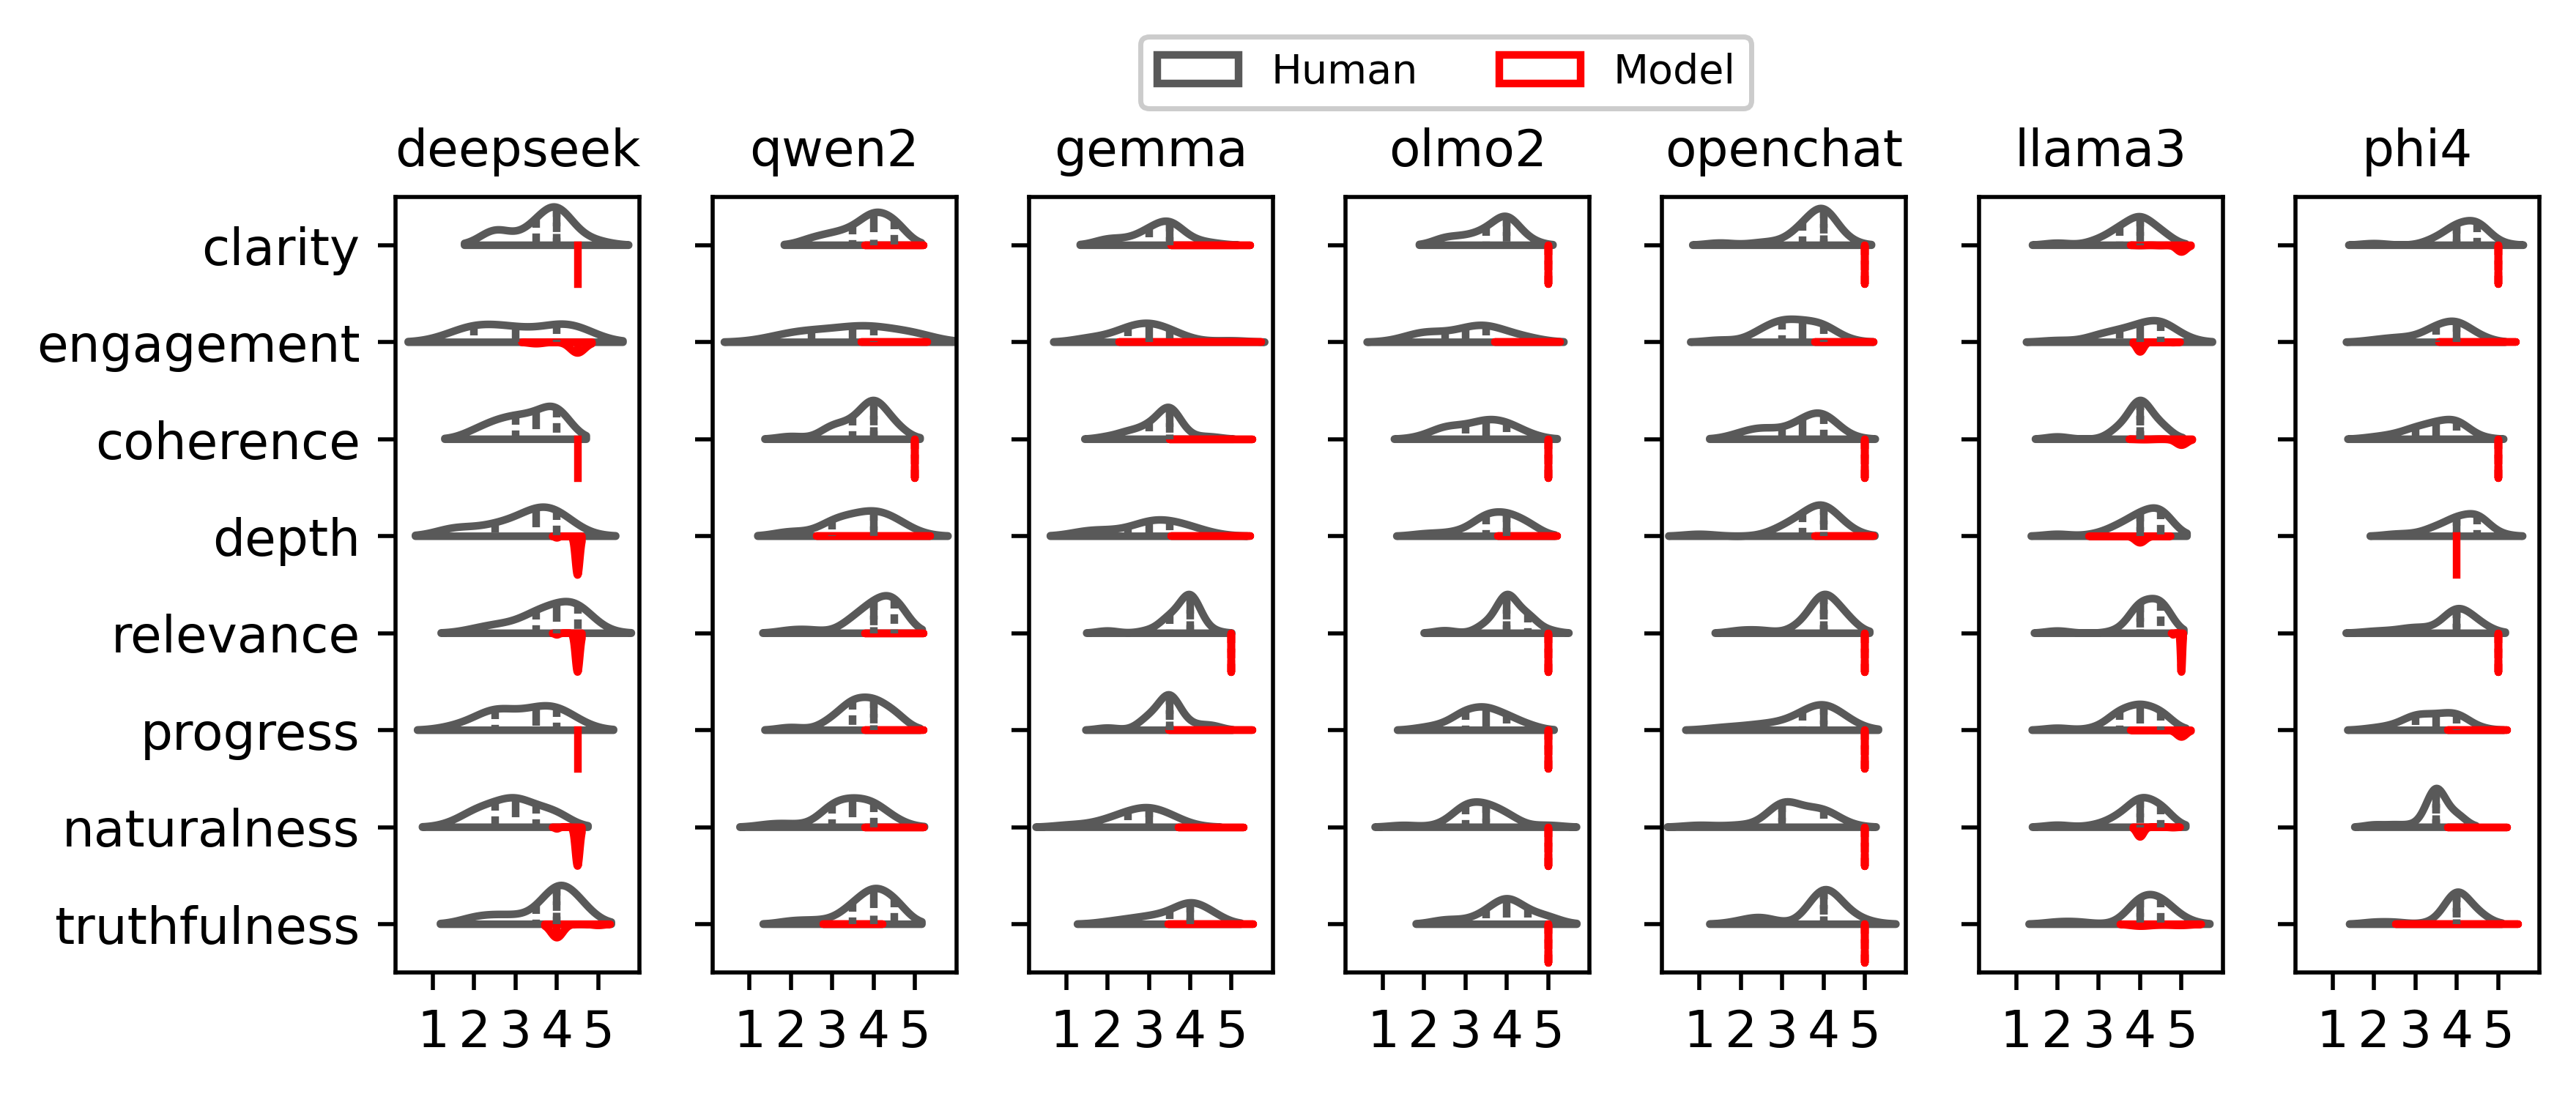 Human Model
deepseek qwen2 gemma olmo2 openchat llama3 phi4
clarity
engagement
coherence
depth
relevance
progress
naturalness
truthfulness
1 2 3 4 5 1 2 3 4 5 1 2 3 4 5 1 2 3 4 5 1 2 3 4 5 1 2 3 4 5 1 2 3 4 5